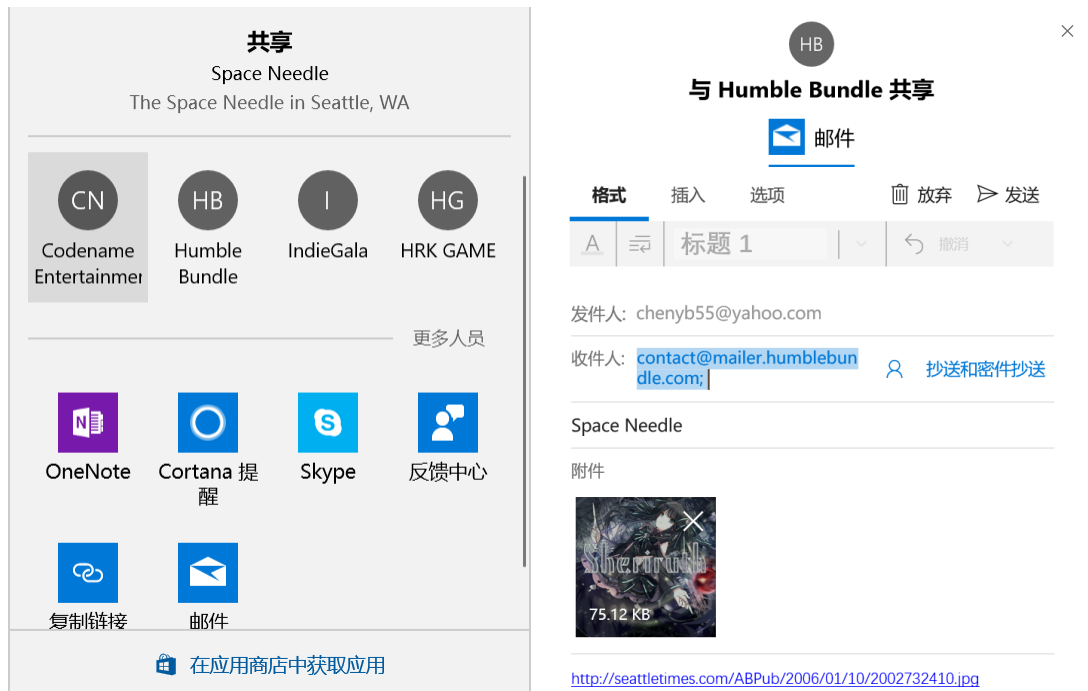 共享
Space Needle
The Space Needle in Seattle, WA
CN
HB
I
HG
Codename
Entertainmer
Humble
Bundle
IndieGala
HRK GAME
更多人员
N
S
OneNote
Cortana 提
醒
Skype
反馈中心
复制链接
邮件
在应用商店中获取应用
HB
与 Humble Bundle 共享
邮件
格式
插入
选项
放弃
发送
A
标题 1
撤消
发件人: chenyb55@yahoo.com
收件人: contact@mailer.humblebun
dle.com;
抄送和密件抄送
Space Needle
附件
Sheriruth
75.12 KB
http://seattletimes.com/ABPub/2006/01/10/2002732410.jpg